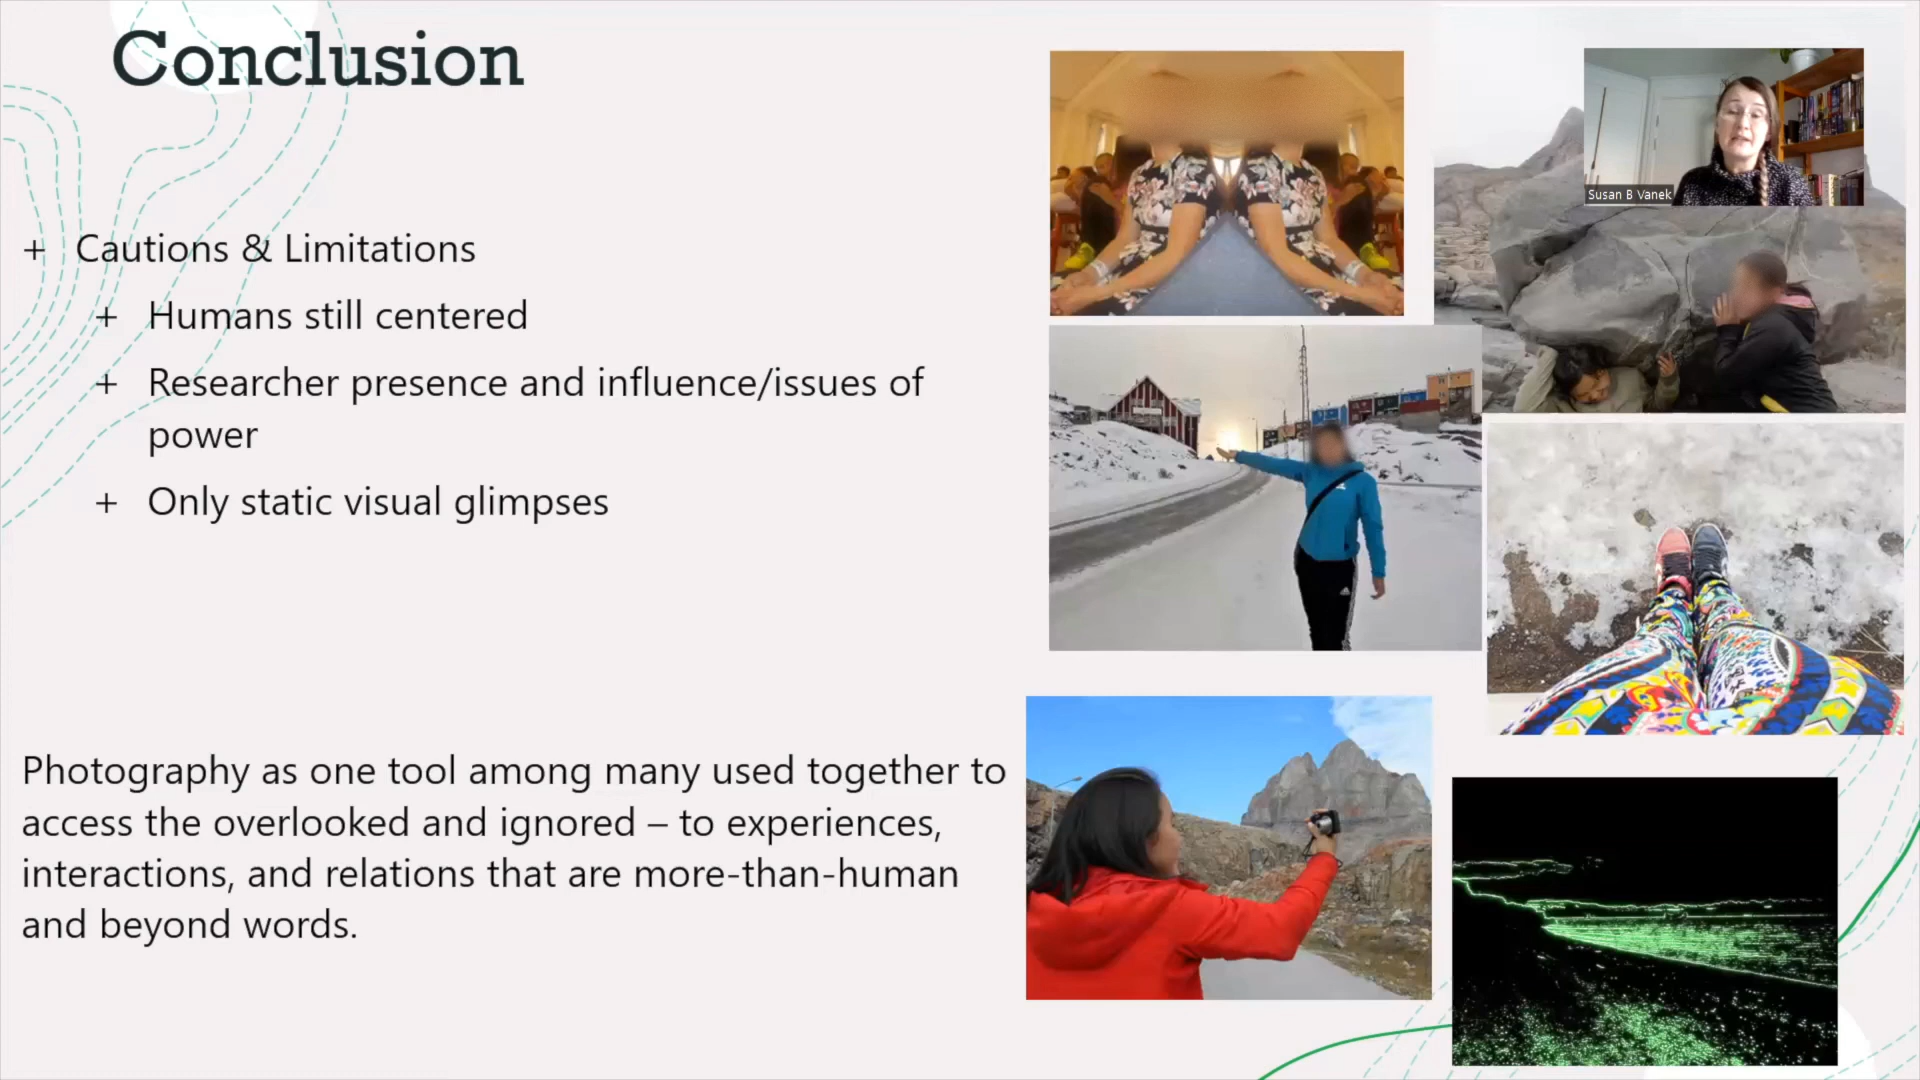 Conclusion
+ Cautions & Limitations
+ Humans still centered
+ Researcher presence and influence/issues of
power
+ Only static visual glimpses
Photography as one tool among many used together to
access the overlooked and ignored – to experiences,
interactions, and relations that are more-than-human
and beyond words.
Susan B Vanek